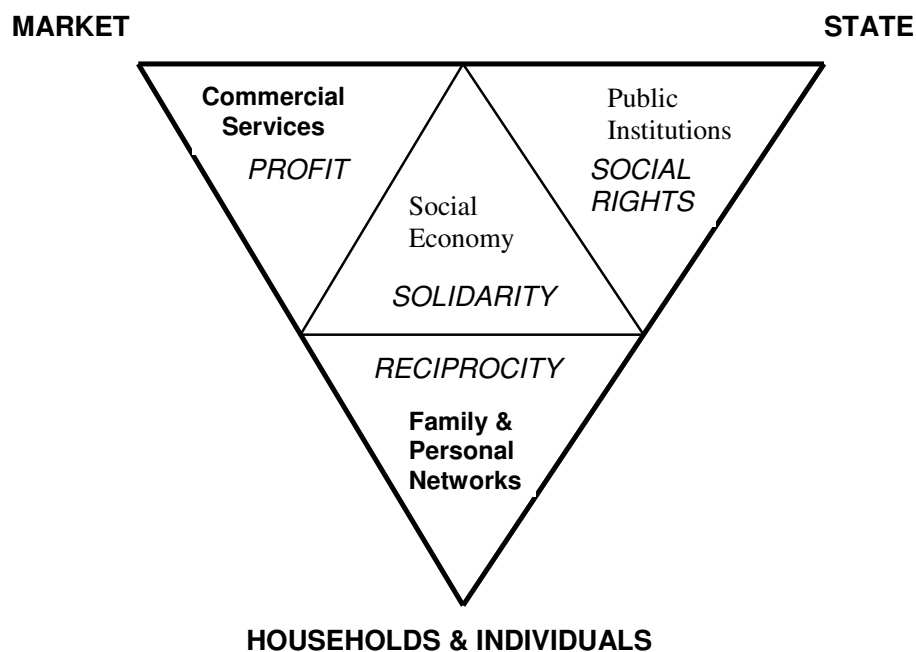 MARKET
STATE
Commercial
Services
PROFIT
Public
Institutions
SOCIAL
RIGHTS
Social
Economy
SOLIDARITY
RECIPROCITY
Family &
Personal
Networks
HOUSEHOLDS & INDIVIDUALS